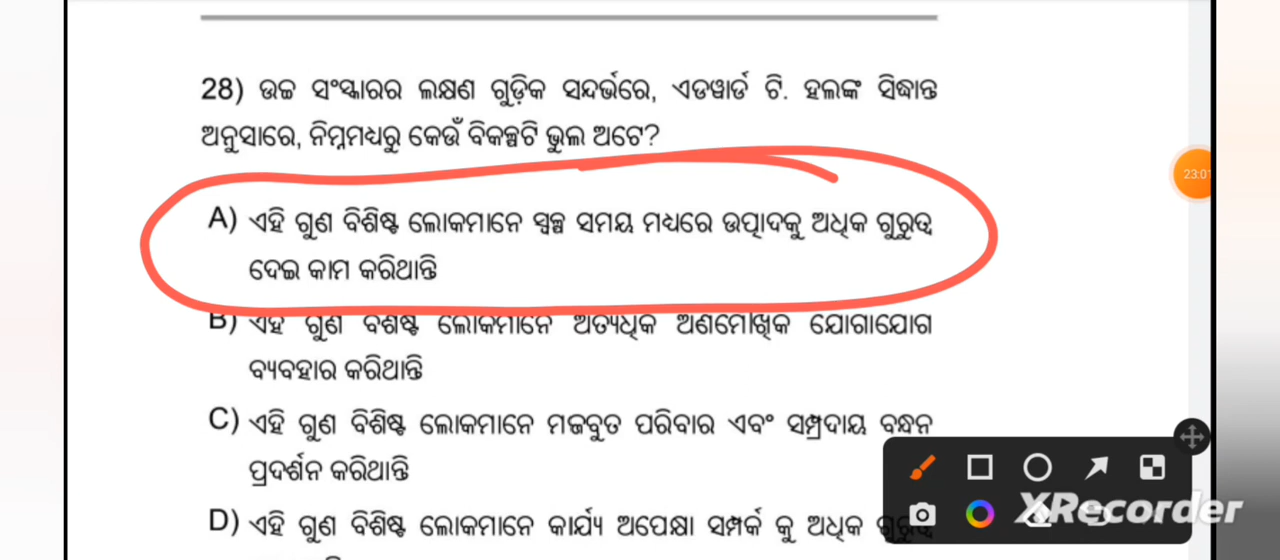 28) ଉଚ୍ଚ ସଂସ୍କାରର ଲକ୍ଷଣ ଗୁଡ଼ିକ ସନ୍ଦର୍ଭରେ, ଏଡୱାର୍ଡ ଟି. ହଲଙ୍କ ସିଦ୍ଧାନ୍ତ
ଅନୁସାରେ, ନିମ୍ନମଧ୍ୟରୁ କେଉଁ ବିକଳ୍ପଟି ଭୁଲ ଅଟେ?
A) ଏହି ଗୁଣ ବିଶିଷ୍ଟ ଲୋକମାନେ ସ୍ୱଳ୍ପ ସମୟ ମଧ୍ୟରେ ଉତ୍ପାଦକୁ ଅଧିକ ଗୁରୁତ୍ୱ
ଦେଇ କାମ କରିଥାନ୍ତି
23:01
B) ଏହି ଗୁଣ ବିଶିଷ୍ଟ ଲୋକମାନେ ଅତ୍ୟଧିକ ଅଣମୌଖିକ ଯୋଗାଯୋଗ
ବ୍ୟବହାର କରିଥାନ୍ତି
C) ଏହି ଗୁଣ ବିଶିଷ୍ଟ ଲୋକମାନେ ମଜବୁତ ପରିବାର ଏବଂ ସମ୍ପ୍ରଦାୟ ବନ୍ଧନ
ପ୍ରଦର୍ଶନ କରିଥାନ୍ତି
D) ଏହି ଗୁଣ ବିଶିଷ୍ଟ ଲୋକମାନେ କାର୍ଯ୍ୟ ଅପେକ୍ଷା ସମ୍ପର୍କ କୁ ଅଧିକ ଗୁରୁତ୍ୱ
XRecorder